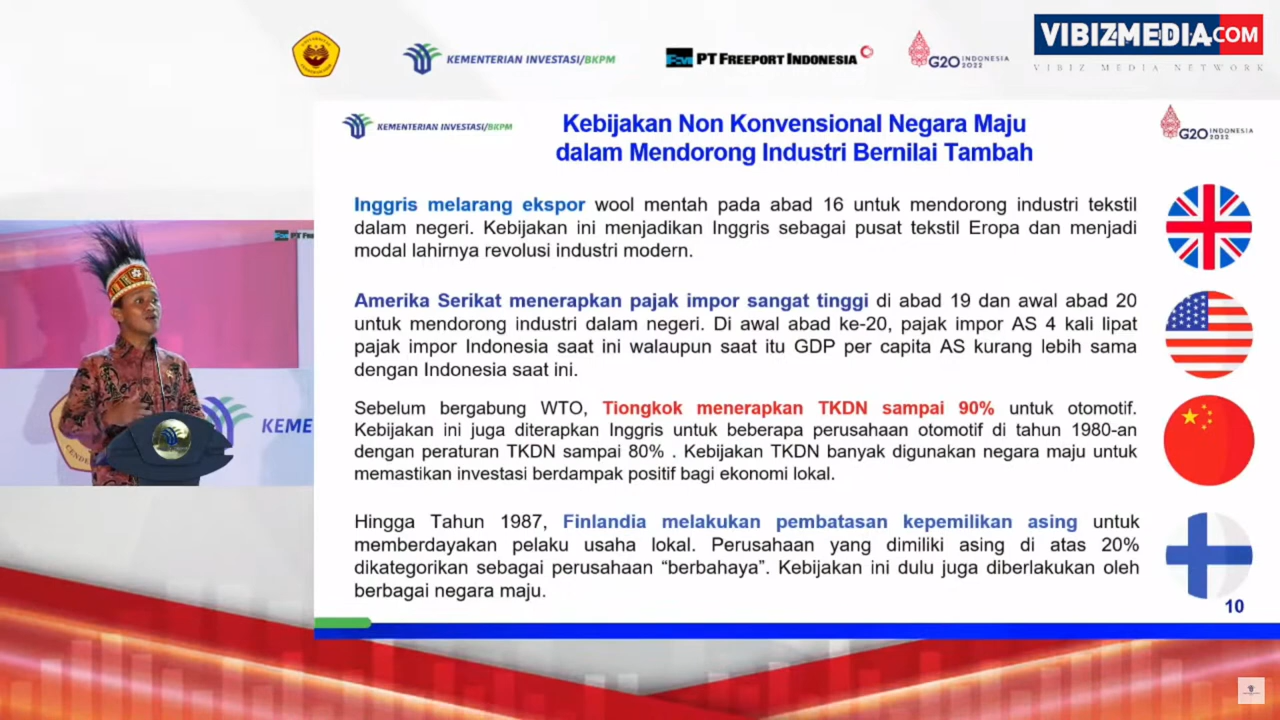 KEMENTERIAN INVESTASI/BKPM
PT FREEPORT INDONESIA
G20 INDONESIA
2022
VIBIZMEDIA.COM
VIBIZ MEDIA NETWORK
KEMENTERIAN INVESTASI/BKPM
Kebijakan Non Konvensional Negara Maju
dalam Mendorong Industri Bernilai Tambah
G20 INDONESIA
2022
Inggris melarang ekspor wool mentah pada abad 16 untuk mendorong industri tekstil
dalam negeri. Kebijakan ini menjadikan Inggris sebagai pusat tekstil Eropa dan menjadi
modal lahirnya revolusi industri modern.
Amerika Serikat menerapkan pajak impor sangat tinggi di abad 19 dan awal abad 20
untuk mendorong industri dalam negeri. Di awal abad ke-20, pajak impor AS 4 kali lipat
pajak impor Indonesia saat ini walaupun saat itu GDP per capita AS kurang lebih sama
dengan Indonesia saat ini.
Sebelum bergabung WTO, Tiongkok menerapkan TKDN sampai 90% untuk otomotif.
Kebijakan ini juga diterapkan Inggris untuk beberapa perusahaan otomotif di tahun 1980-an
dengan peraturan TKDN sampai 80% . Kebijakan TKDN banyak digunakan negara maju untuk
memastikan investasi berdampak positif bagi ekonomi lokal.
Hingga Tahun 1987, Finlandia melakukan pembatasan kepemilikan asing untuk
memberdayakan pelaku usaha lokal. Perusahaan yang dimiliki asing di atas 20%
dikategorikan sebagai perusahaan “berbahaya”. Kebijakan ini dulu juga diberlakukan oleh
berbagai negara maju.
10
PT FR
KEME